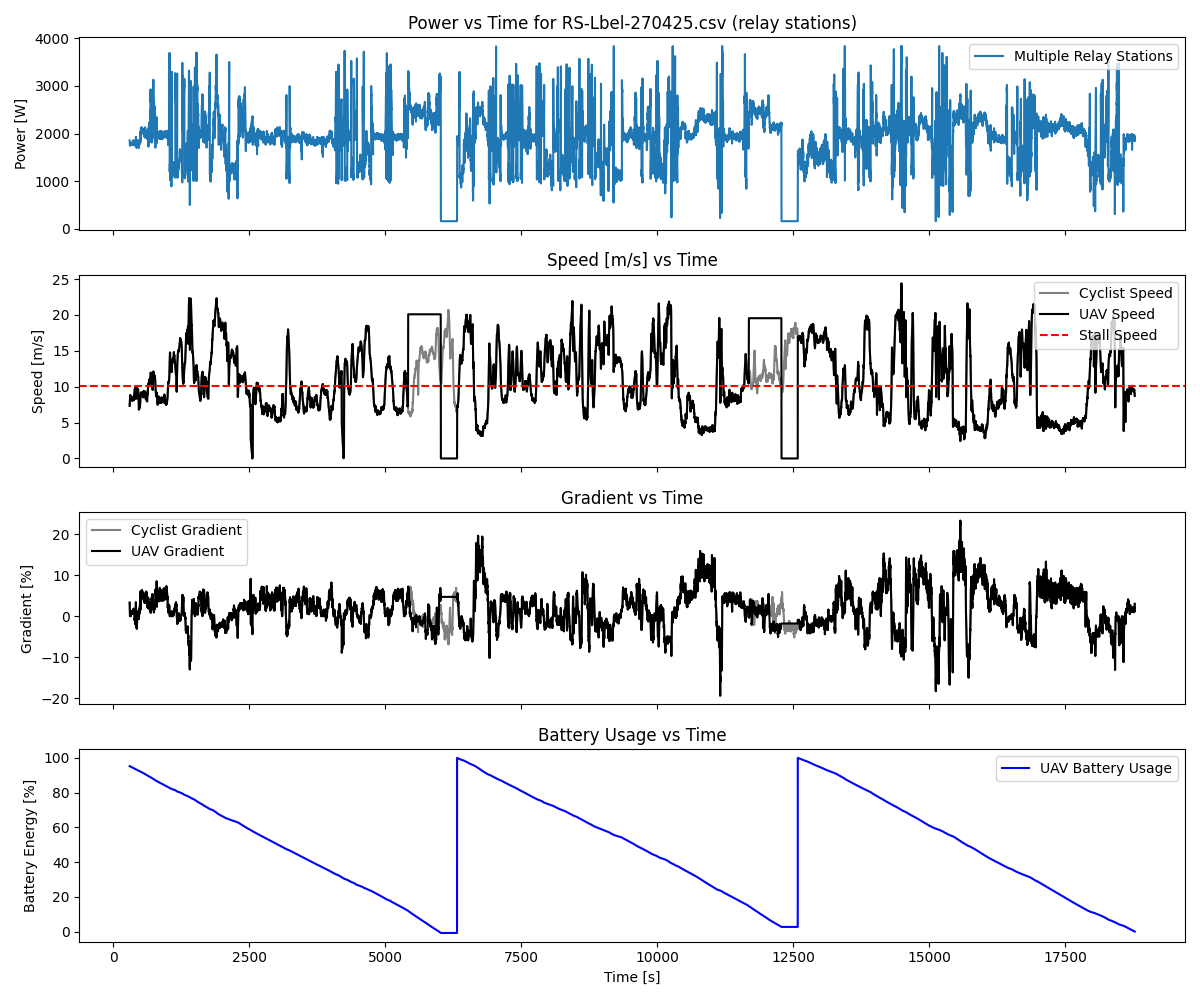 Power vs Time for RS-Lbel-270425.csv (relay stations)
4000
3000
2000
1000
0
Power [W]
Multiple Relay Stations
Speed [m/s] vs Time
25
20
15
10
5
0
Speed [m/s]
Cyclist Speed
UAV Speed
Stall Speed
Gradient vs Time
20
10
0
−10
−20
Gradient [%]
Cyclist Gradient
UAV Gradient
Battery Usage vs Time
100
80
60
40
20
0
Battery Energy [%]
UAV Battery Usage
0 2500 5000 7500 10000 12500 15000 17500
Time [s]